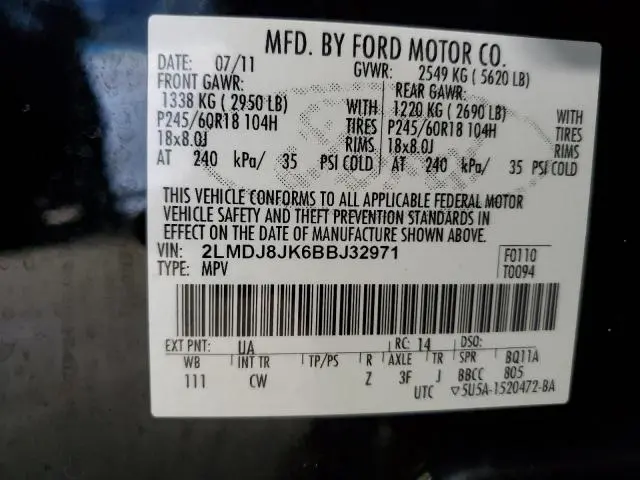 MFD. BY FORD MOTOR CO.
DATE: 07/11 GVWR: 2549 KG ( 5620 LB)
FRONT GAWR: REAR GAWR:
1338 KG ( 2950 LB) WITH 1220 KG ( 2690 LB) WITH
P245/60R18 104H TIRES P245/60R18 104H TIRES
18x8.0J RIMS 18x8.0J RIMS
AT 240 kPa/ 35 PSI COLD AT 240 kPa/ 35 PSI COLD
THIS VEHICLE CONFORMS TO ALL APPLICABLE FEDERAL MOTOR
VEHICLE SAFETY AND THEFT PREVENTION STANDARDS IN
EFFECT ON THE DATE OF MANUFACTURE SHOWN ABOVE.
VIN: 2LMDJ8JK6BBJ32971 F0110
TYPE: MPV T0094
EXT PNT: UA RC: 14 DSO:
WB INT TR TP/PS R AXLE TR SPR BQ11A
111 CW Z 3F J BBCC 805
UTC ▽5U5A-1520472-BA